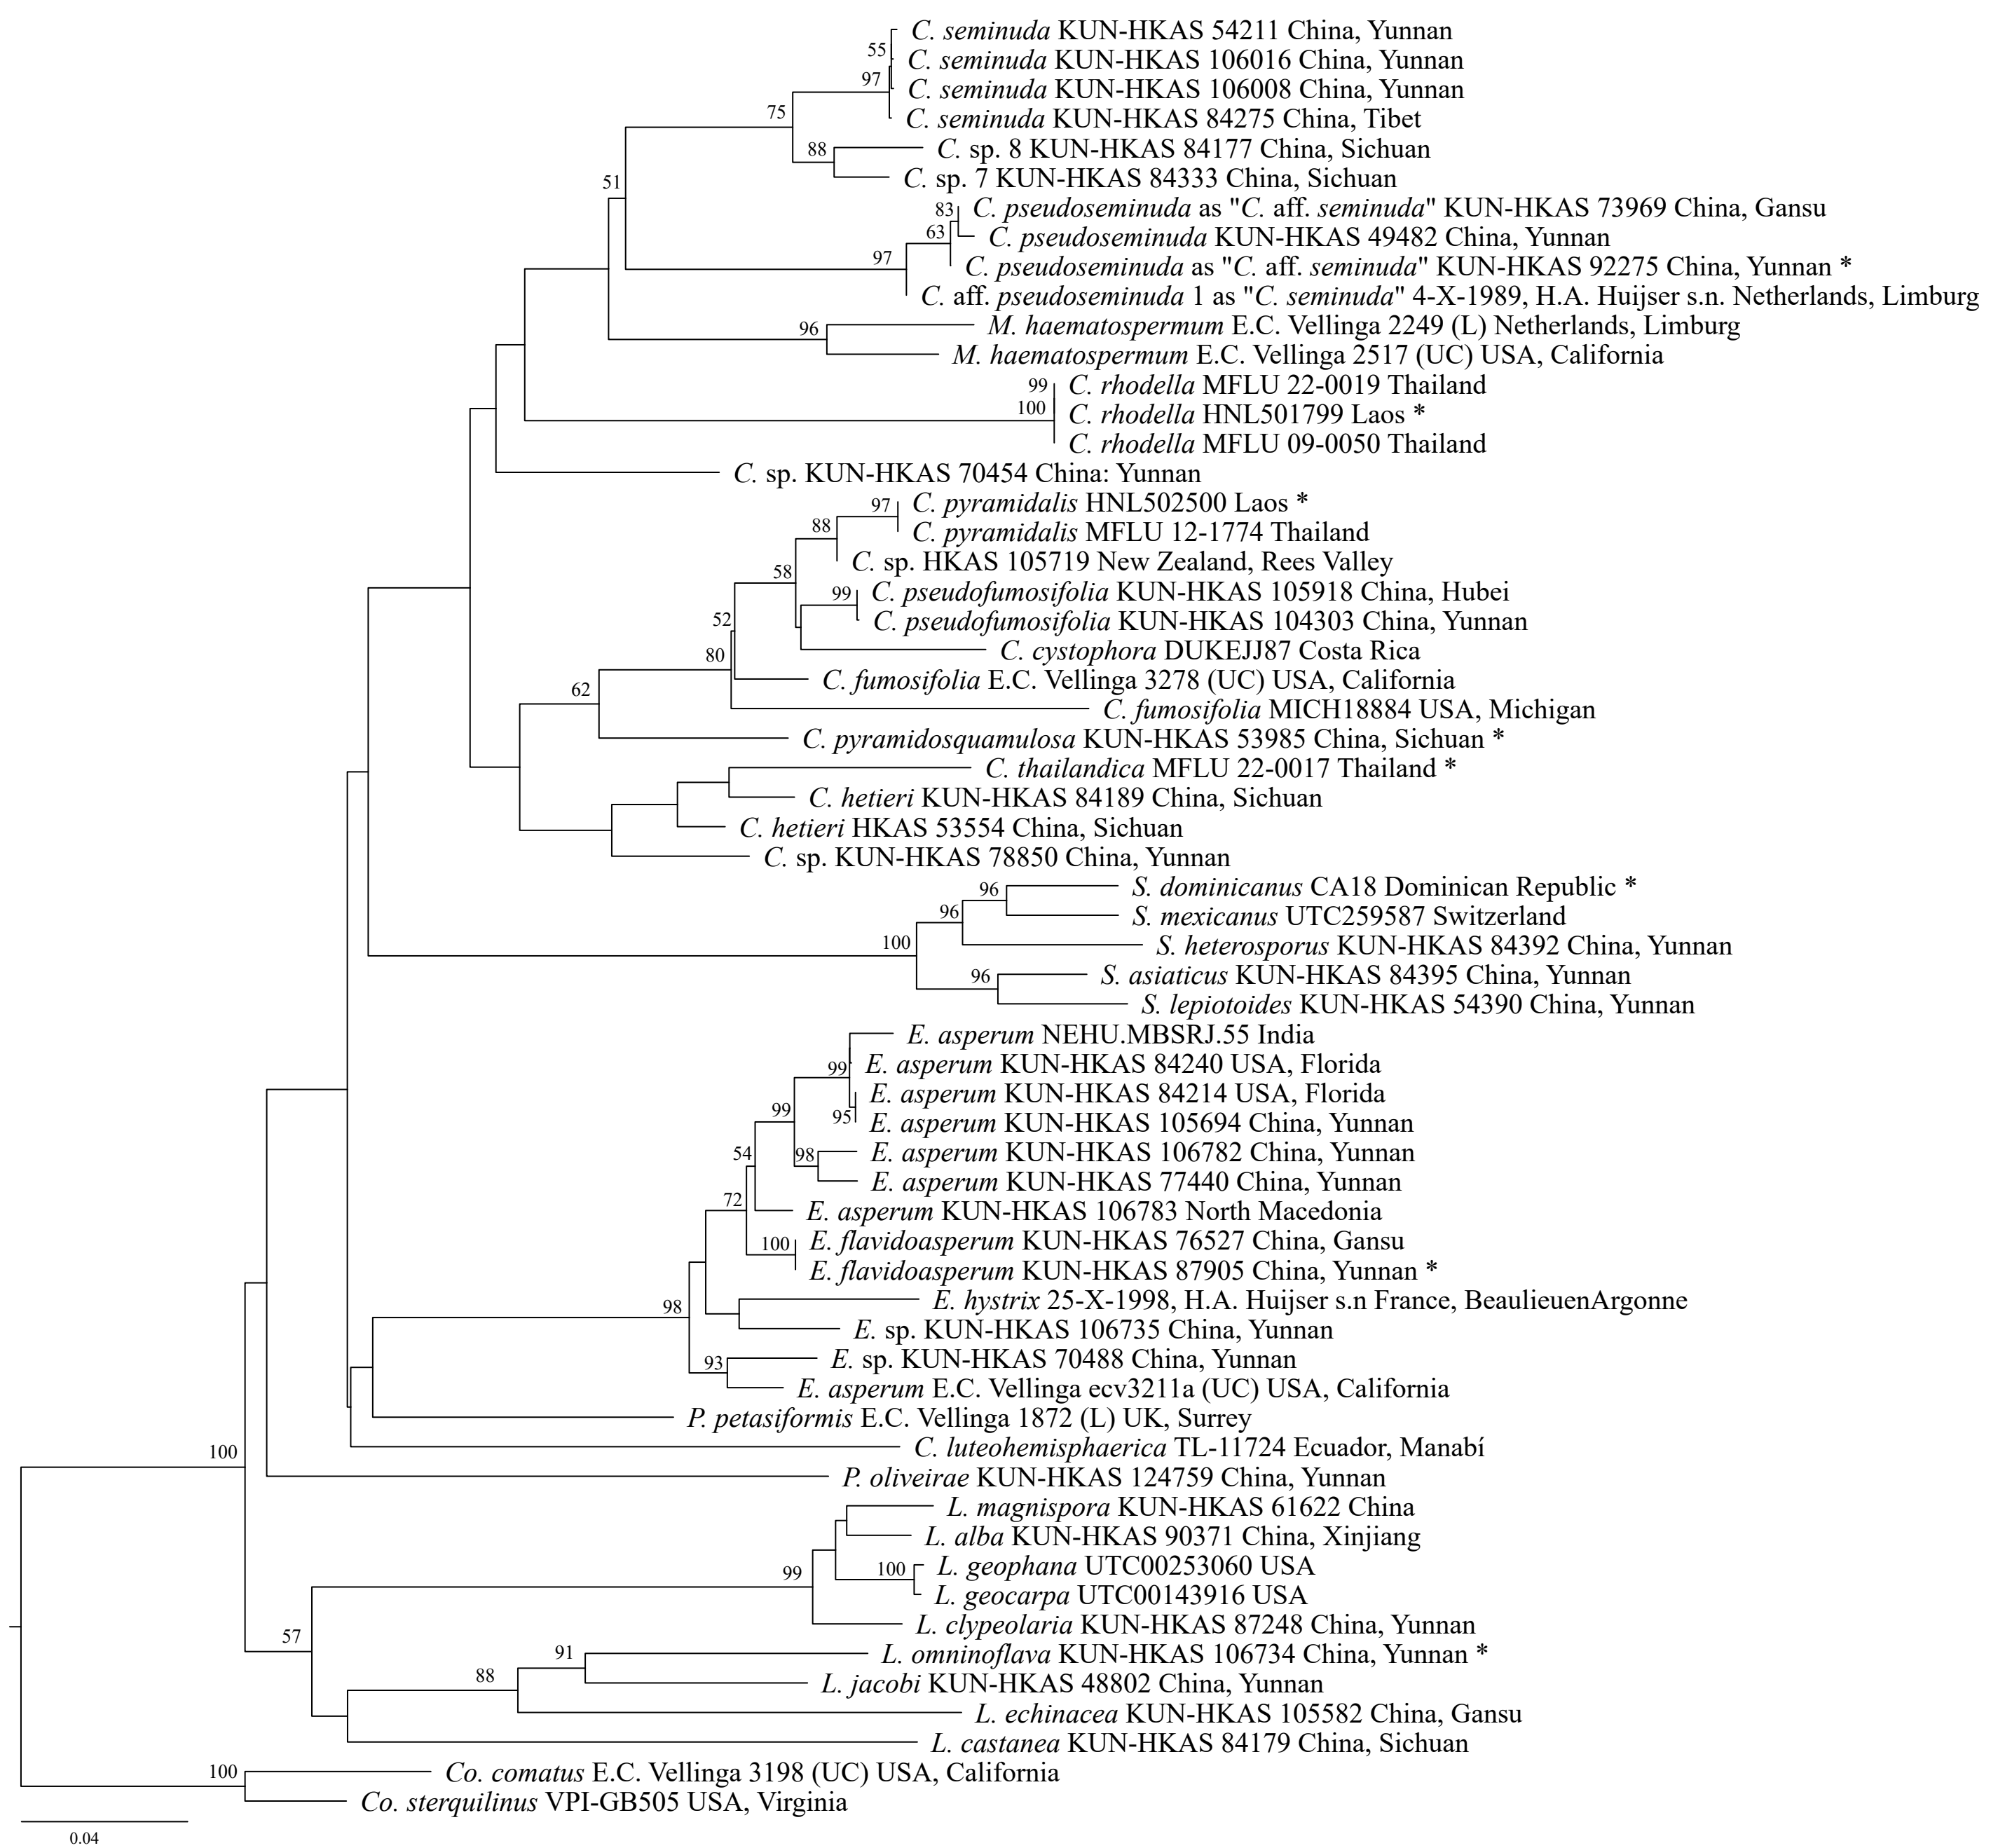 C. seminuda KUN-HKAS 54211 China, Yunnan
55
C. seminuda KUN-HKAS 106016 China, Yunnan
97
C. seminuda KUN-HKAS 106008 China, Yunnan
75
C. seminuda KUN-HKAS 84275 China, Tibet
88
C. sp. 8 KUN-HKAS 84177 China, Sichuan
C. sp. 7 KUN-HKAS 84333 China, Sichuan
51
83
C. pseudoseminuda as "C. aff. seminuda" KUN-HKAS 73969 China, Gansu
63
C. pseudoseminuda KUN-HKAS 49482 China, Yunnan
97
C. pseudoseminuda as "C. aff. seminuda" KUN-HKAS 92275 China, Yunnan *
C. aff. pseudoseminuda 1 as "C. seminuda" 4-X-1989, H.A. Huijser s.n. Netherlands, Limburg
96
M. haematospermum E.C. Vellinga 2249 (L) Netherlands, Limburg
M. haematospermum E.C. Vellinga 2517 (UC) USA, California
99
C. rhodella MFLU 22-0019 Thailand
100
C. rhodella HNL501799 Laos *
C. rhodella MFLU 09-0050 Thailand
C. sp. KUN-HKAS 70454 China: Yunnan
97
C. pyramidalis HNL502500 Laos *
88
C. pyramidalis MFLU 12-1774 Thailand
C. sp. HKAS 105719 New Zealand, Rees Valley
58
99
C. pseudofumosifolia KUN-HKAS 105918 China, Hubei
52
C. pseudofumosifolia KUN-HKAS 104303 China, Yunnan
80
C. cystophora DUKEJJ87 Costa Rica
62
C. fumosifolia E.C. Vellinga 3278 (UC) USA, California
C. fumosifolia MICH18884 USA, Michigan
C. pyramidosquamulosa KUN-HKAS 53985 China, Sichuan *
C. thailandica MFLU 22-0017 Thailand *
C. hetieri KUN-HKAS 84189 China, Sichuan
C. hetieri HKAS 53554 China, Sichuan
C. sp. KUN-HKAS 78850 China, Yunnan
96
S. dominicanus CA18 Dominican Republic *
96
S. mexicanus UTC259587 Switzerland
100
S. heterosporus KUN-HKAS 84392 China, Yunnan
96
S. asiaticus KUN-HKAS 84395 China, Yunnan
S. lepiotoides KUN-HKAS 54390 China, Yunnan
E. asperum NEHU.MBSRJ.55 India
99
E. asperum KUN-HKAS 84240 USA, Florida
E. asperum KUN-HKAS 84214 USA, Florida
99
95
E. asperum KUN-HKAS 105694 China, Yunnan
54
98
E. asperum KUN-HKAS 106782 China, Yunnan
E. asperum KUN-HKAS 77440 China, Yunnan
72
E. asperum KUN-HKAS 106783 North Macedonia
100
E. flavidoasperum KUN-HKAS 76527 China, Gansu
E. flavidoasperum KUN-HKAS 87905 China, Yunnan *
98
E. hystrix 25-X-1998, H.A. Huijser s.n France, BeaulieuenArgonne
E. sp. KUN-HKAS 106735 China, Yunnan
93
E. sp. KUN-HKAS 70488 China, Yunnan
E. asperum E.C. Vellinga ecv3211a (UC) USA, California
P. petasiformis E.C. Vellinga 1872 (L) UK, Surrey
100
C. luteohemisphaerica TL-11724 Ecuador, Manabí
P. oliveirae KUN-HKAS 124759 China, Yunnan
L. magnispora KUN-HKAS 61622 China
L. alba KUN-HKAS 90371 China, Xinjiang
99
100
L. geophana UTC00253060 USA
L. geocarpa UTC00143916 USA
L. clypeolaria KUN-HKAS 87248 China, Yunnan
57
91
L. omninoflava KUN-HKAS 106734 China, Yunnan *
88
L. jacobi KUN-HKAS 48802 China, Yunnan
L. echinacea KUN-HKAS 105582 China, Gansu
L. castanea KUN-HKAS 84179 China, Sichuan
100
Co. comatus E.C. Vellinga 3198 (UC) USA, California
Co. sterquilinus VPI-GB505 USA, Virginia
0.04